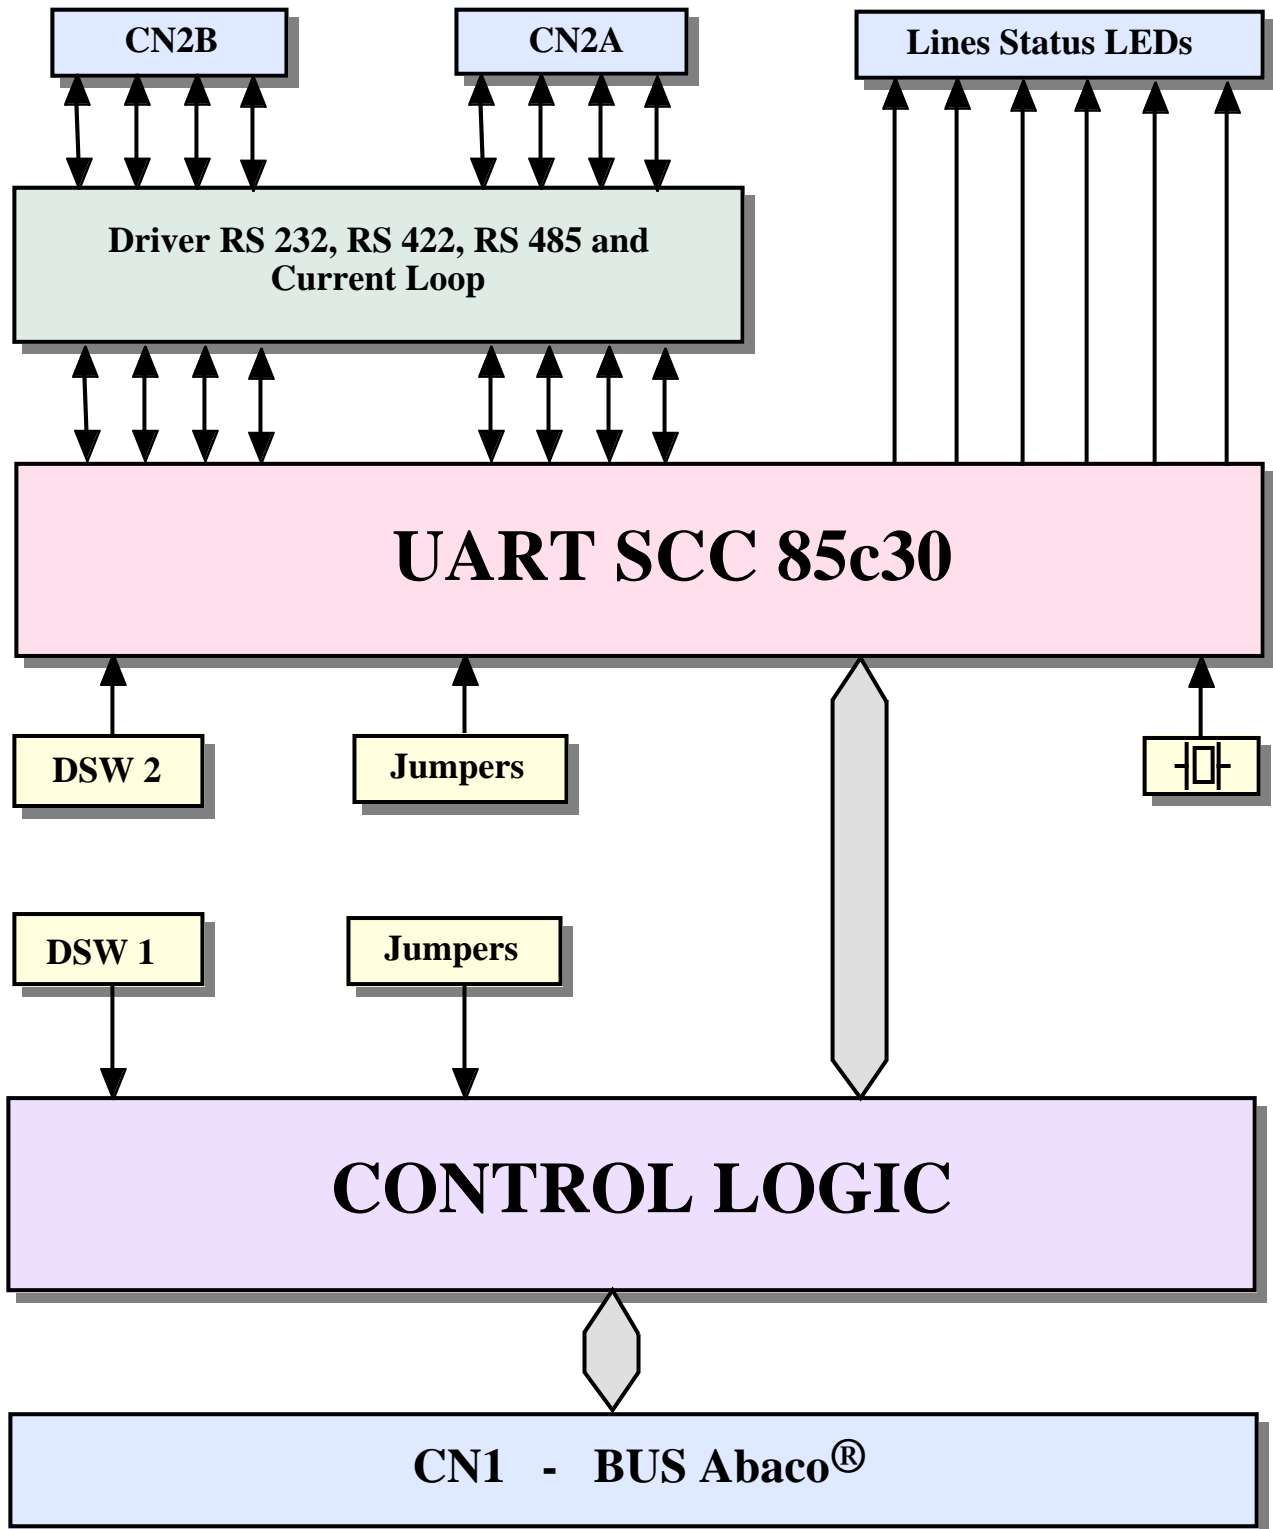 CN2B
CN2A
Lines Status LEDs
Driver RS 232, RS 422, RS 485 and
Current Loop
UART SCC 85c30
DSW 2
Jumpers
DSW 1
Jumpers
CONTROL LOGIC
CN1 - BUS Abaco®